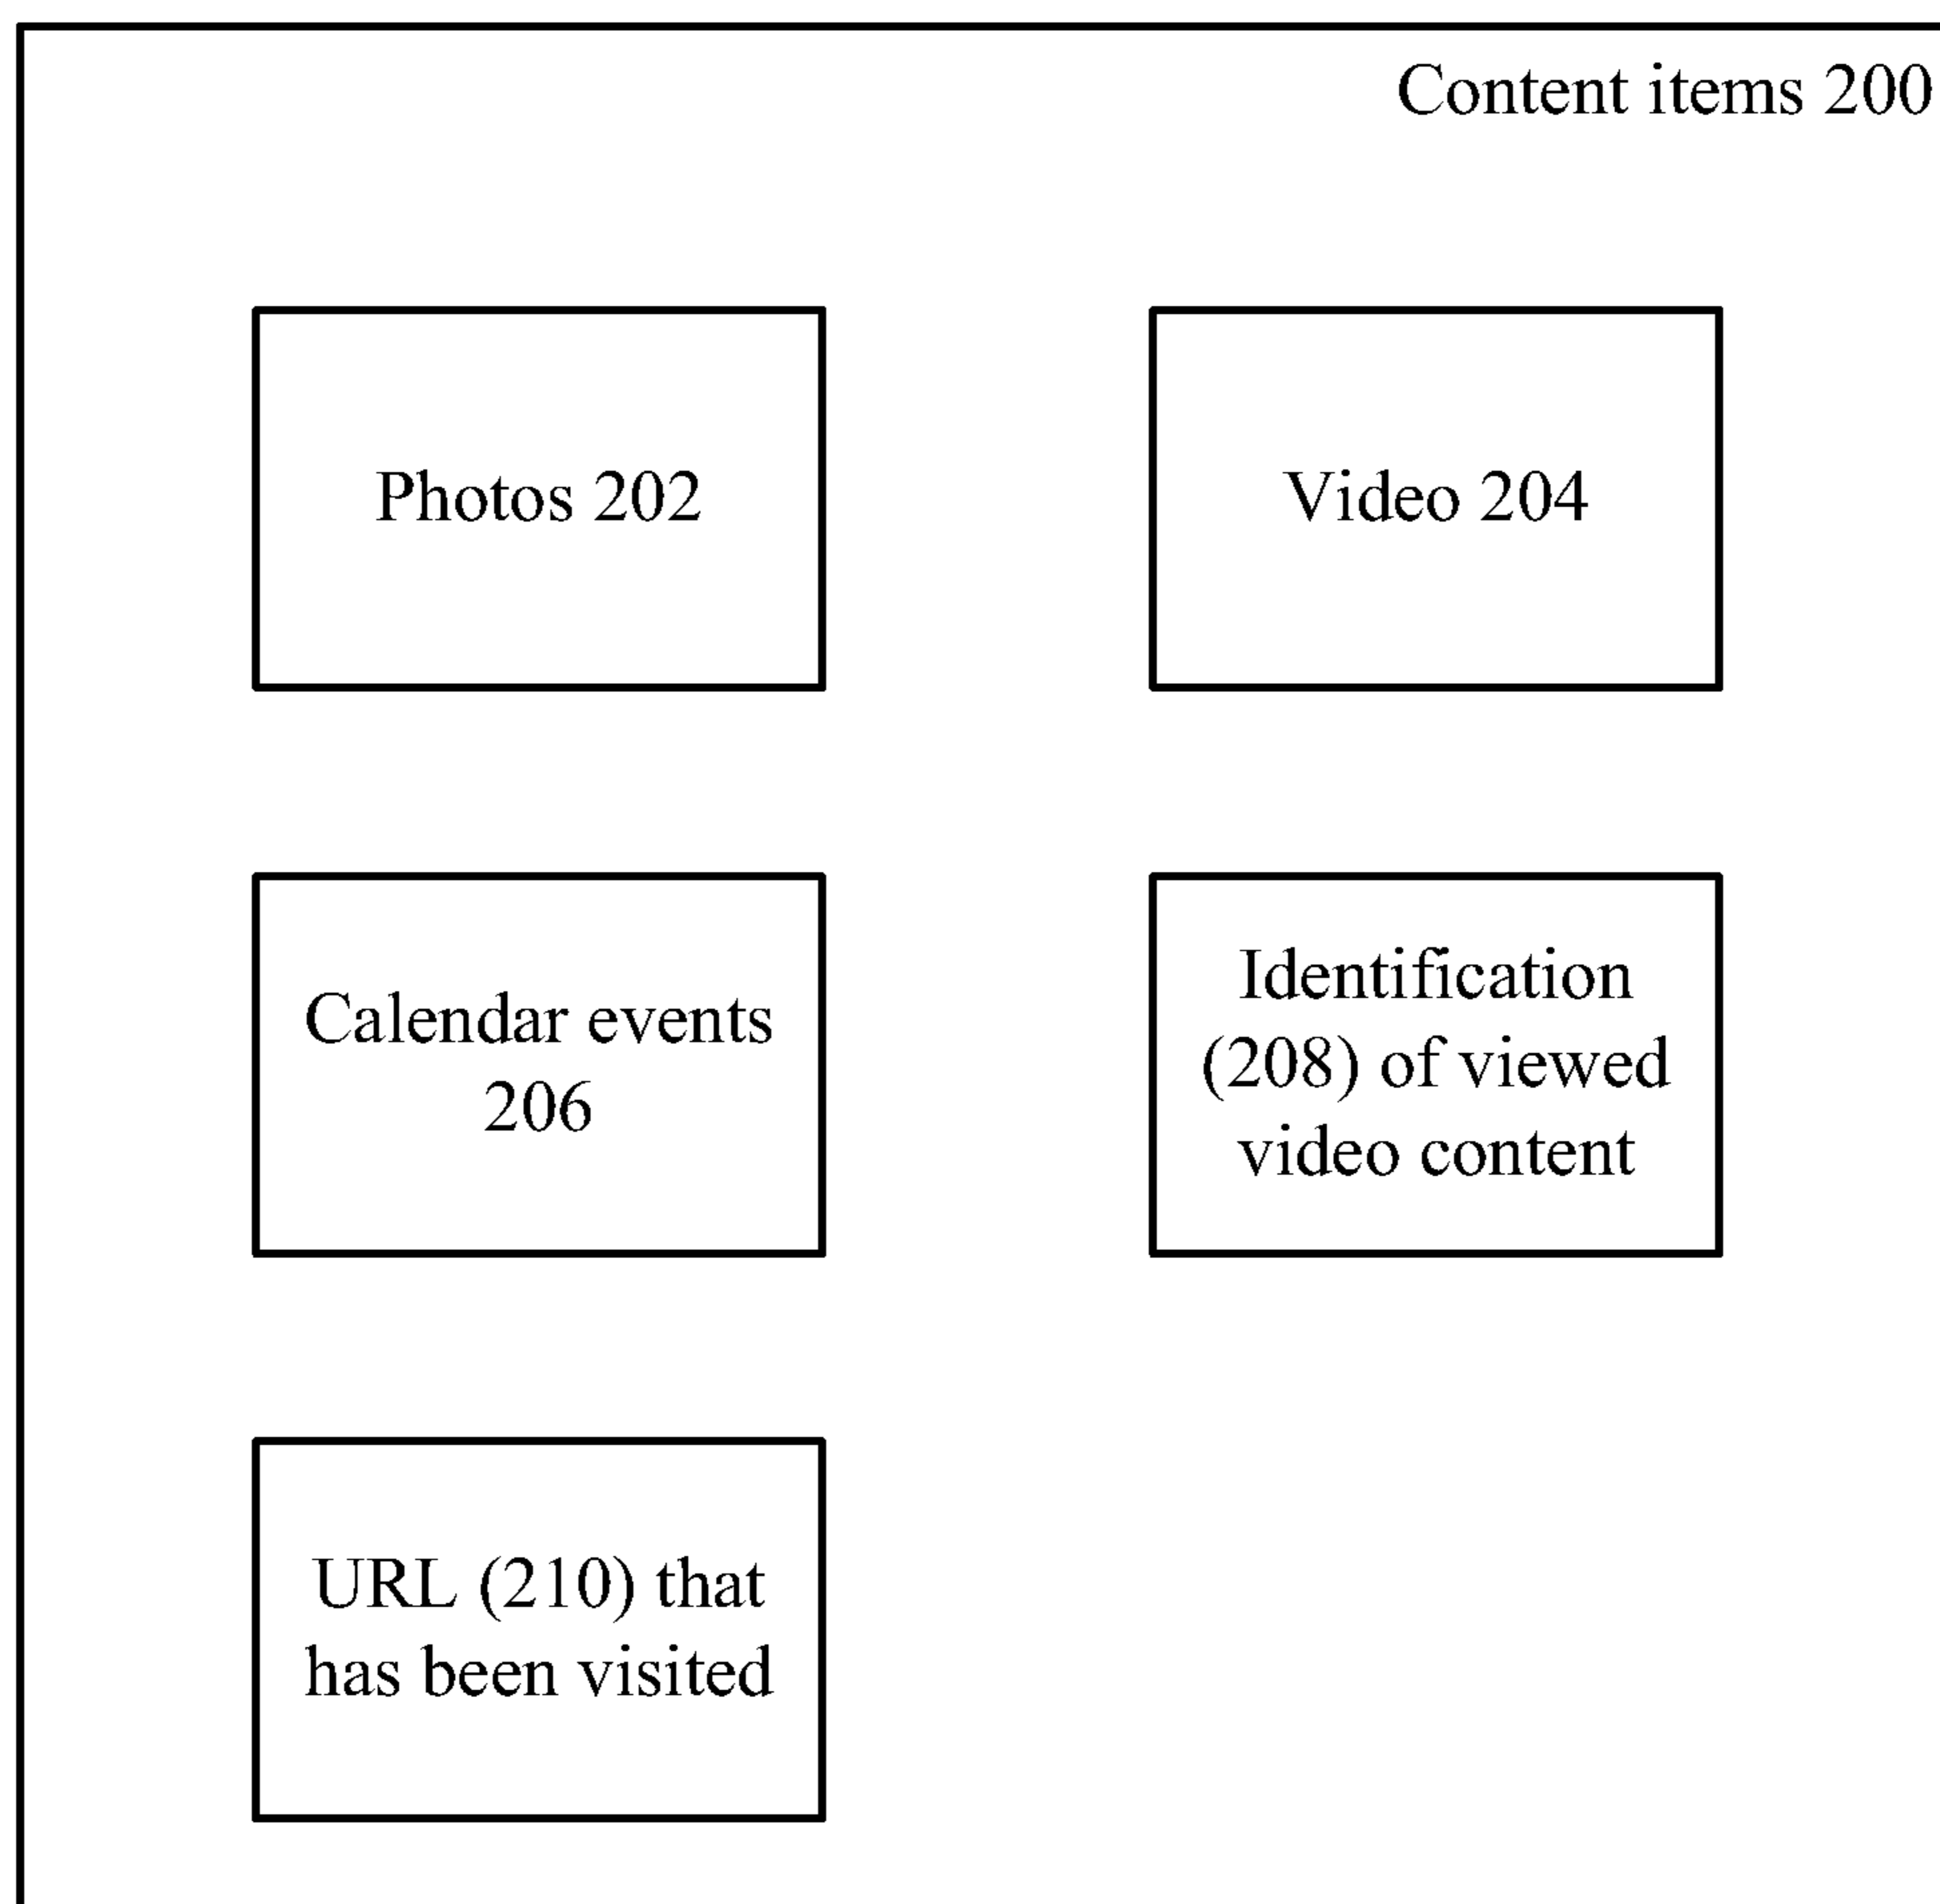 Content items 200
Photos 202
Video 204
Calendar events
206
Identification
(208) of viewed
video content
URL (210) that
has been visited